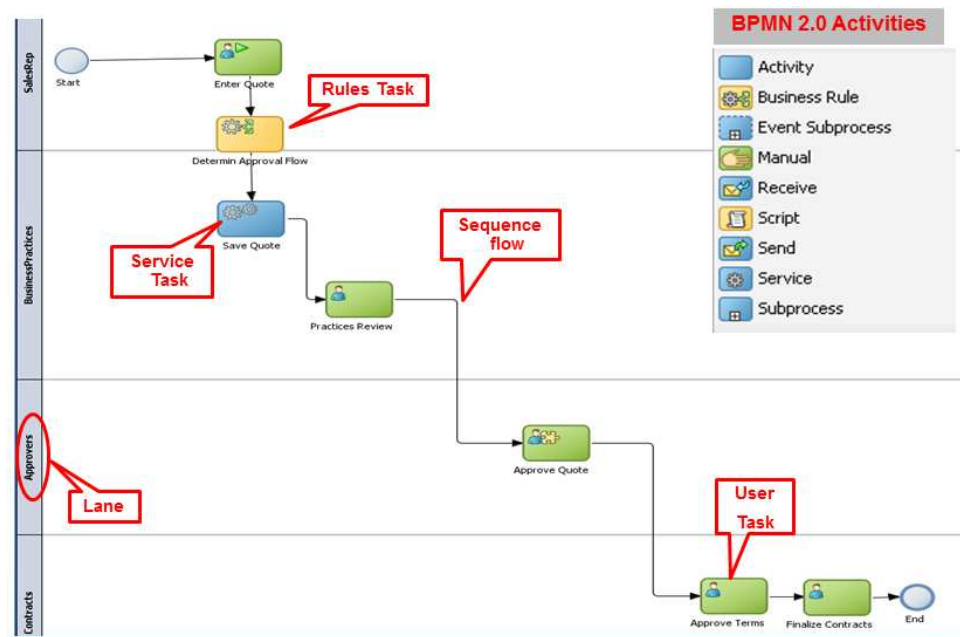 BPMN 2.0 Activities
Activity
Business Rule
Event Subprocess
Manual
Receive
Script
Send
Service
Subprocess
SalesRep
Start
Enter Quote
Rules Task
Determin Approval Flow
BusinessPractices
Save Quote
Service
Task
Sequence
flow
Practices Review
Approvers
Lane
Approve Quote
User
Task
Contracts
Approve Terms
Finalize Contracts
End